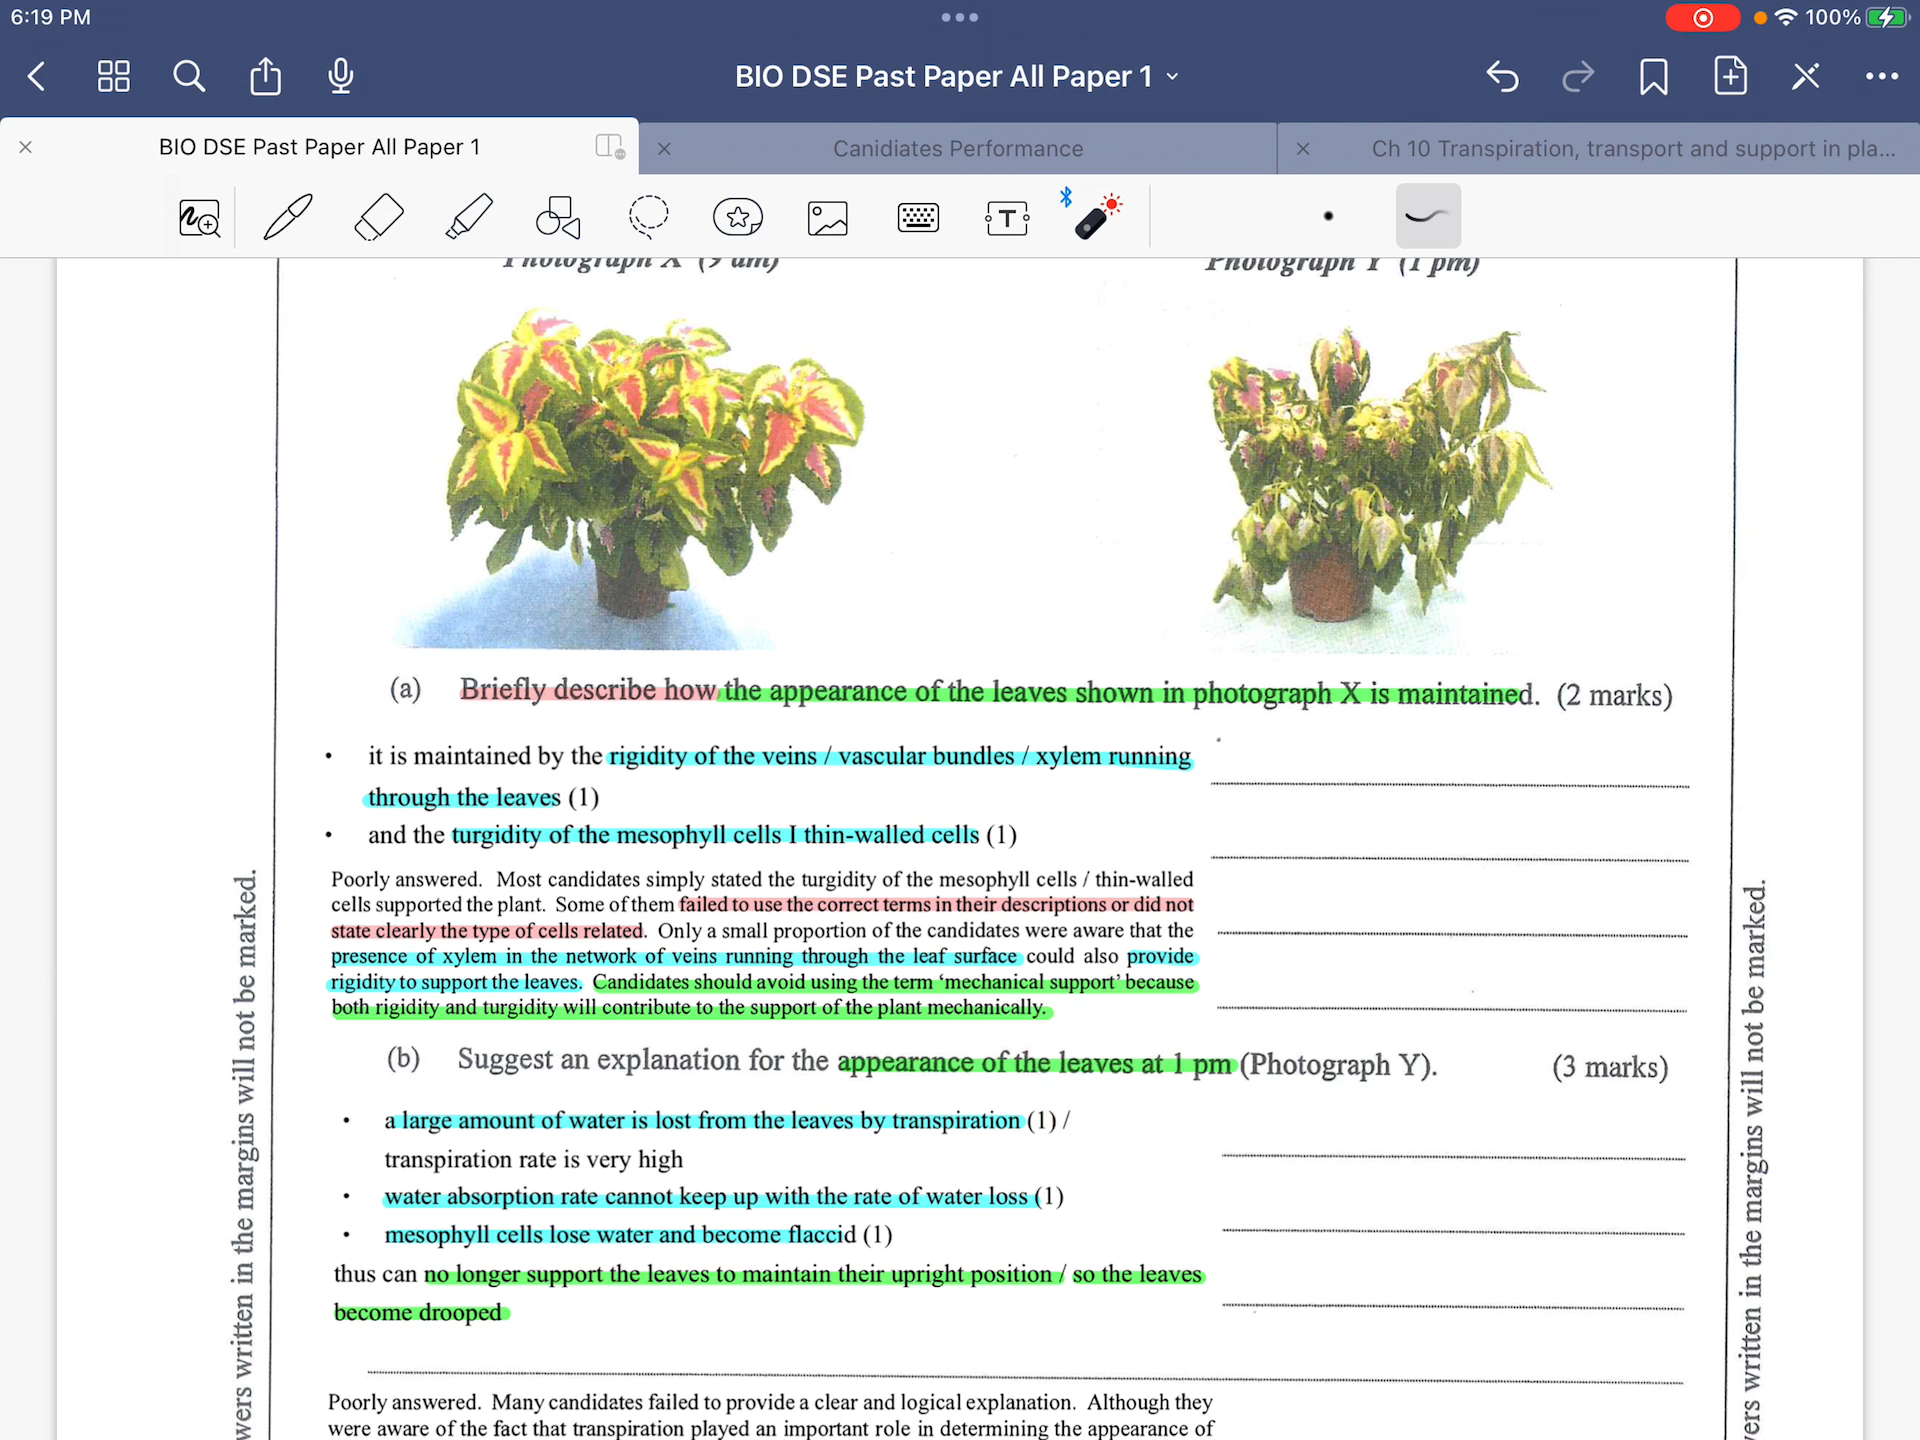 6:19 PM
100%
BIO DSE Past Paper All Paper 1
BIO DSE Past Paper All Paper 1
Canidiates Performance
Ch 10 Transpiration, transport and support in pla...
T
Photograph X (9 am)
Photograph Y (1 pm)
(a) Briefly describe how the appearance of the leaves shown in photograph X is maintained. (2 marks)
• it is maintained by the rigidity of the veins / vascular bundles / xylem running
through the leaves (1)
• and the turgidity of the mesophyll cells I thin-walled cells (1)
Poorly answered. Most candidates simply stated the turgidity of the mesophyll cells / thin-walled
cells supported the plant. Some of them failed to use the correct terms in their descriptions or did not
state clearly the type of cells related. Only a small proportion of the candidates were aware that the
presence of xylem in the network of veins running through the leaf surface could also provide
rigidity to support the leaves. Candidates should avoid using the term ‘mechanical support’ because
both rigidity and turgidity will contribute to the support of the plant mechanically.
(b) Suggest an explanation for the appearance of the leaves at 1 pm (Photograph Y). (3 marks)
• a large amount of water is lost from the leaves by transpiration (1) /
transpiration rate is very high
• water absorption rate cannot keep up with the rate of water loss (1)
• mesophyll cells lose water and become flaccid (1)
thus can no longer support the leaves to maintain their upright position / so the leaves
become drooped
Poorly answered. Many candidates failed to provide a clear and logical explanation. Although they
were aware of the fact that transpiration played an important role in determining the appearance of
wers written in the margins will not be marked.
vers written in the margins will not be marked.